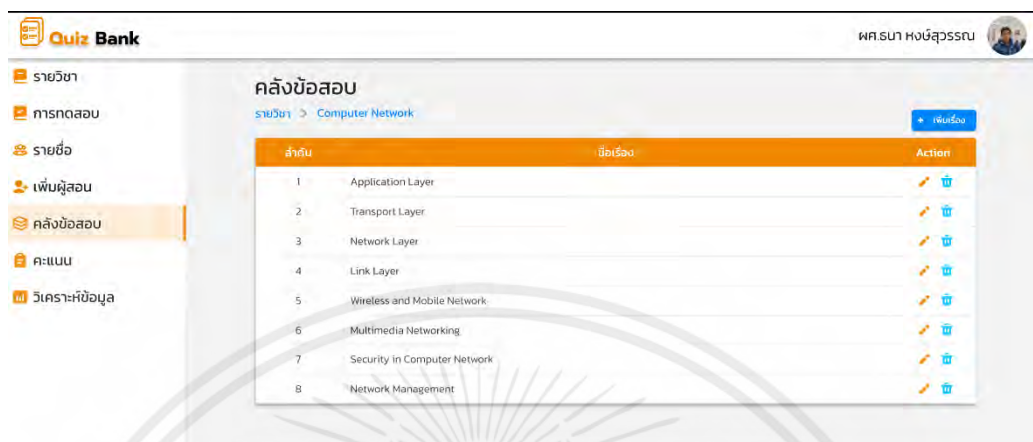 Quiz Bank
ผศ.ธนา หงษ์สุวรรณ
รายวิชา
การทดสอบ
รายชื่อ
เพิ่มผู้สอน
คลังข้อสอบ
คะแนน
วิเคราะห์ข้อมูล
คลังข้อสอบ
รายวิชา > Computer Network
+ เพิ่มเรื่อง
ลำดับ ชื่อเรื่อง Action
1 Application Layer
2 Transport Layer
3 Network Layer
4 Link Layer
5 Wireless and Mobile Network
6 Multimedia Networking
7 Security in Computer Network
8 Network Management